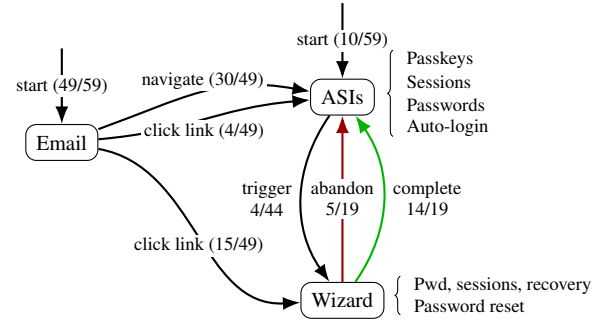 start (10/59)
Passkeys
navigate (30/49)
start (49/59)
Sessions
ASIs
Passwords
click link (4/49)
Auto-login
Email
trigger
4/44
abandon
5/19
complete
14/19
click link (15/49)
Pwd, sessions, recovery
Wizard
Password reset